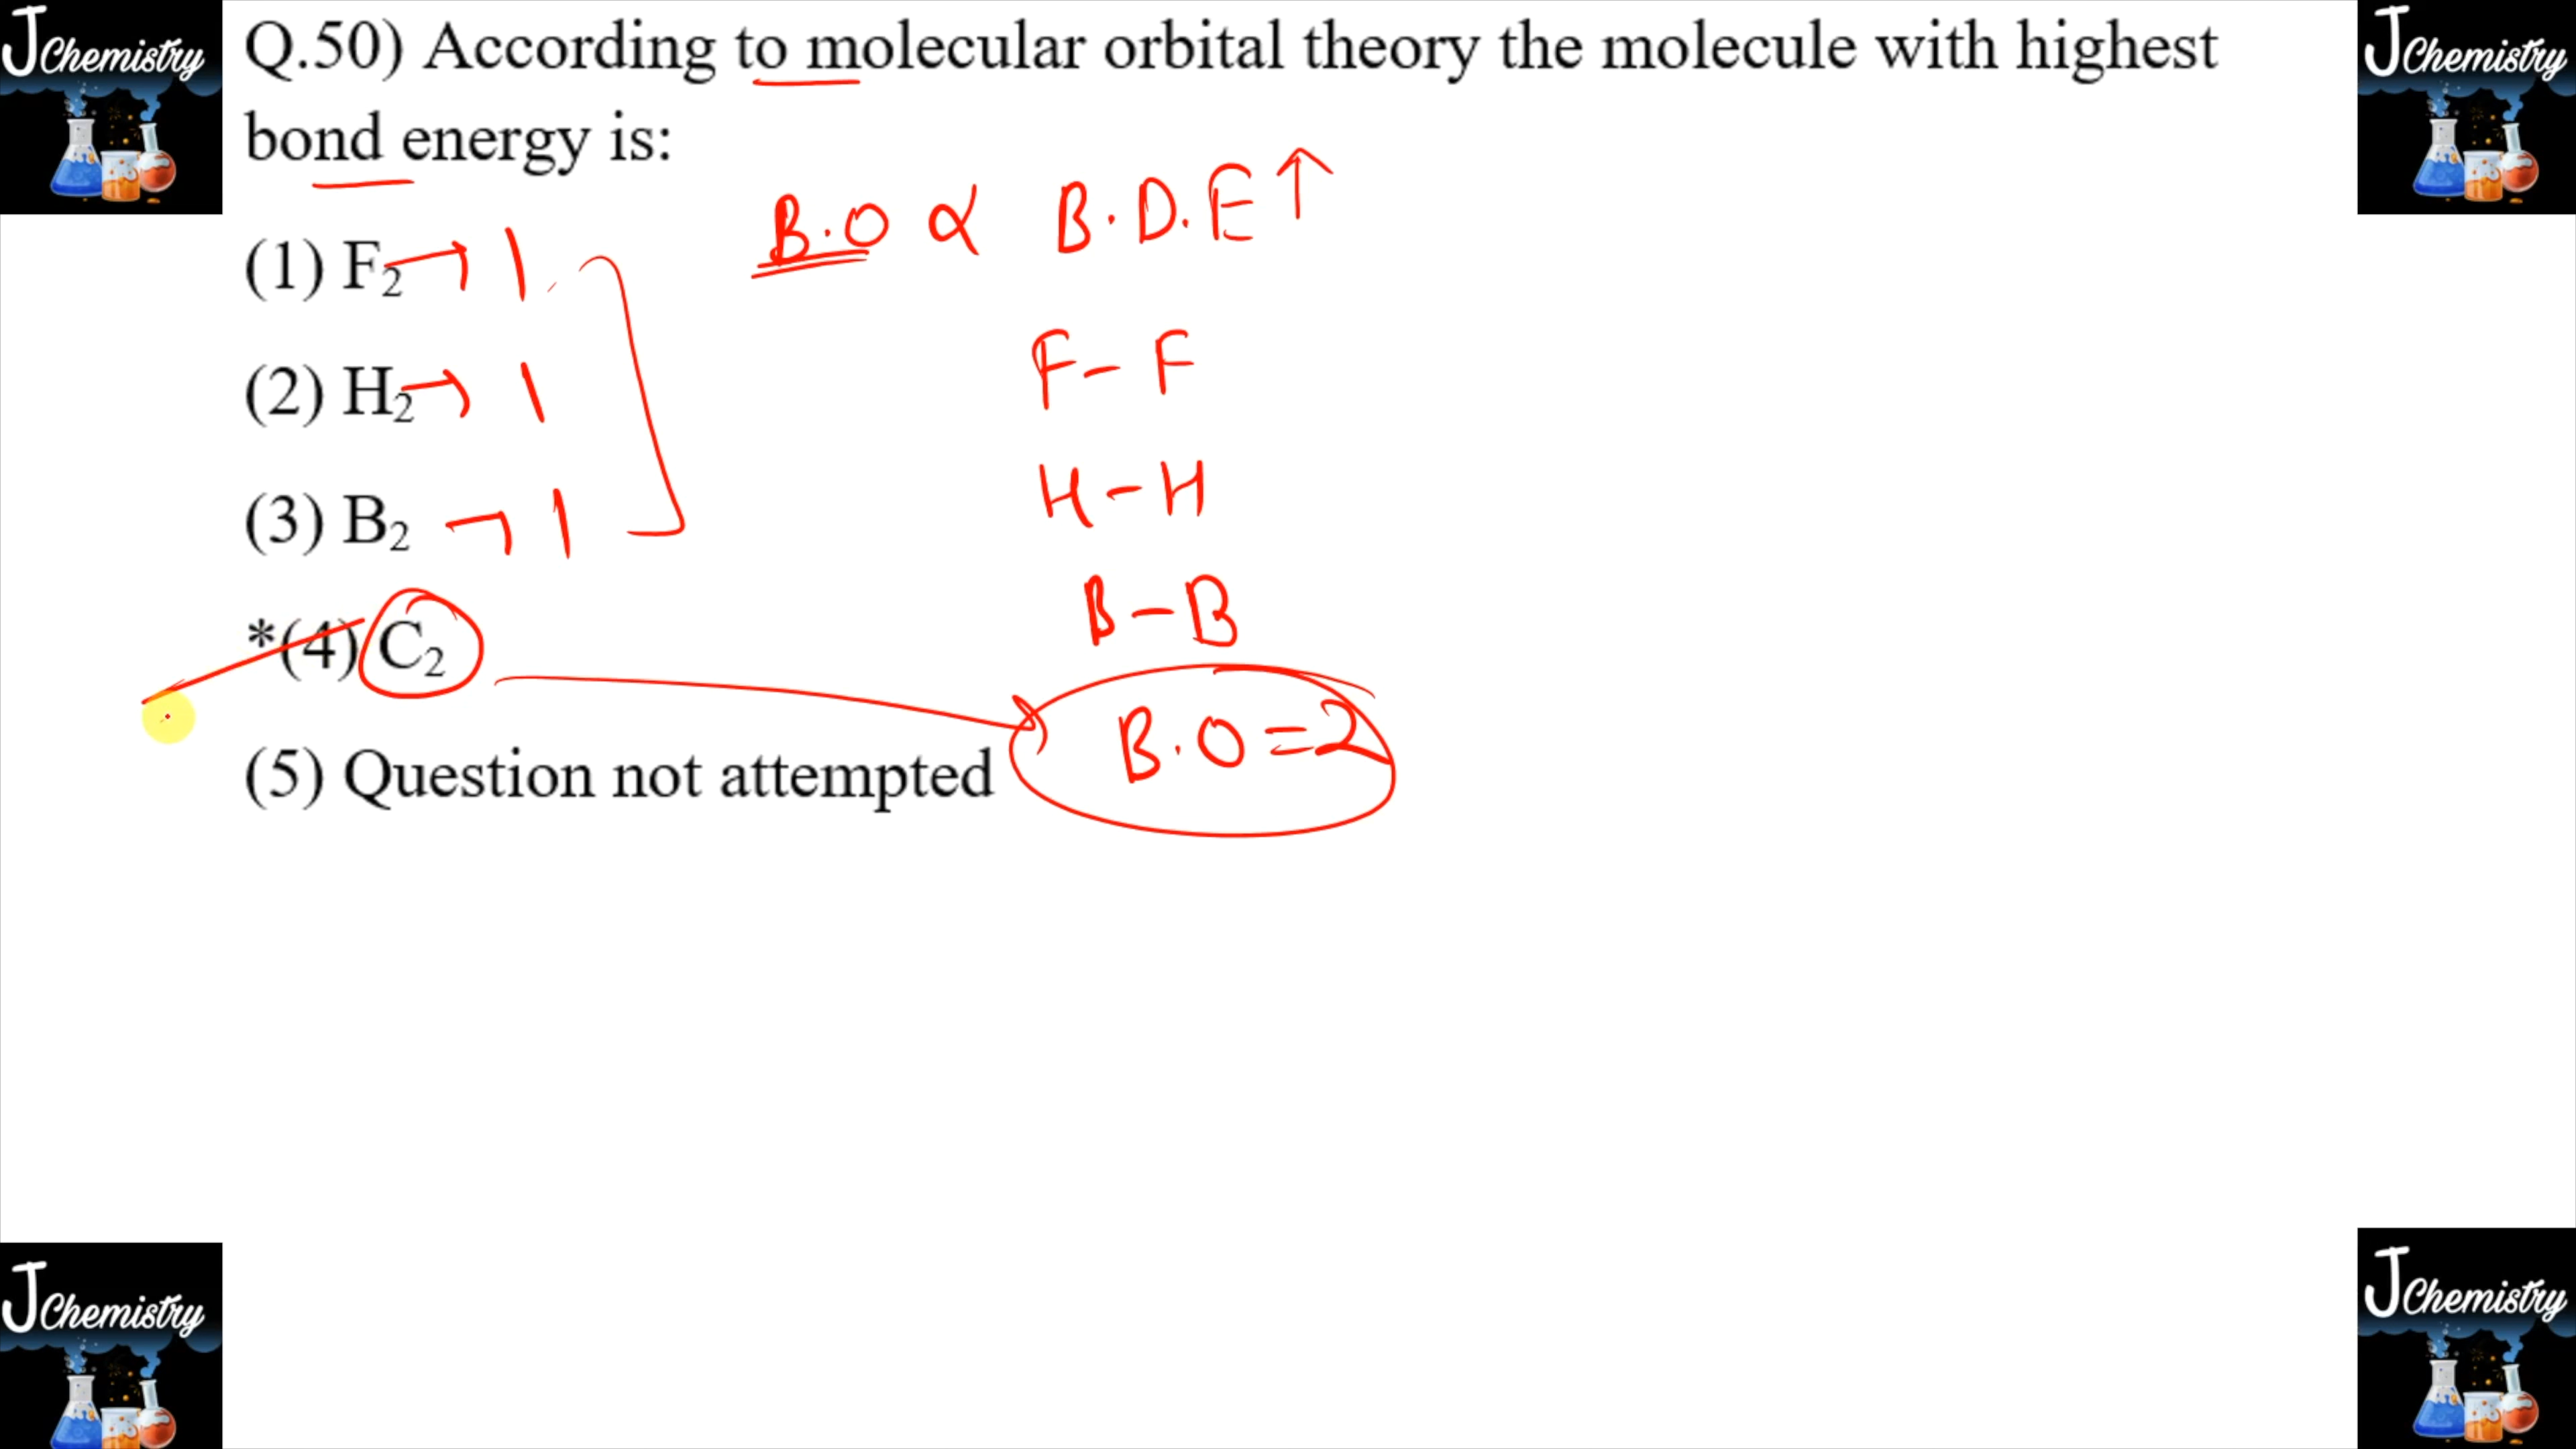 JChemistry
JChemistry
Q.50) According to molecular orbital theory the molecule with highest
bond energy is:
B.O ∝ B.D.E↑
(1) F₂ → 1
(2) H₂ → 1
(3) B₂ → 1
*(4) C₂
(5) Question not attempted
F-F
H-H
B-B
B.O=2
JChemistry
JChemistry